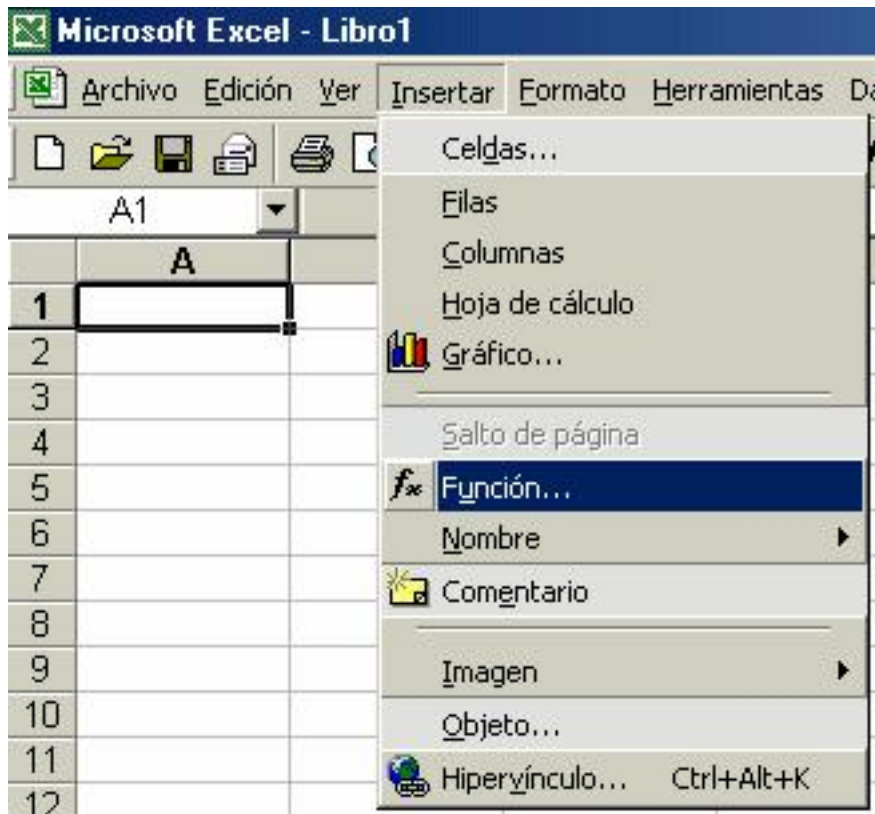 Microsoft Excel - Libro1
Archivo Edición Ver Insertar Formato Herramientas
A1
A
1
2
3
4
5
6
7
8
9
10
11
12
Celdas...
Filas
Columnas
Hoja de cálculo
Gráfico...
Salto de página
fx Función...
Nombre
Comentario
Imagen
Objeto...
Hipervínculo... Ctrl+Alt+K